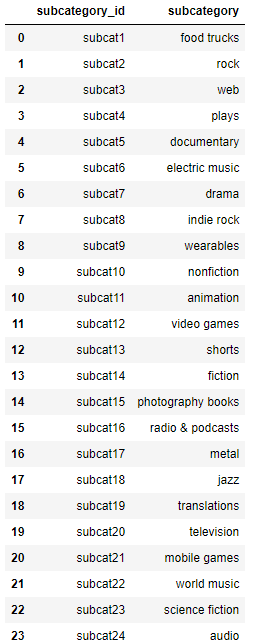 subcategory_id subcategory
0 subcat1 food trucks
1 subcat2 rock
2 subcat3 web
3 subcat4 plays
4 subcat5 documentary
5 subcat6 electric music
6 subcat7 drama
7 subcat8 indie rock
8 subcat9 wearables
9 subcat10 nonfiction
10 subcat11 animation
11 subcat12 video games
12 subcat13 shorts
13 subcat14 fiction
14 subcat15 photography books
15 subcat16 radio & podcasts
16 subcat17 metal
17 subcat18 jazz
18 subcat19 translations
19 subcat20 television
20 subcat21 mobile games
21 subcat22 world music
22 subcat23 science fiction
23 subcat24 audio